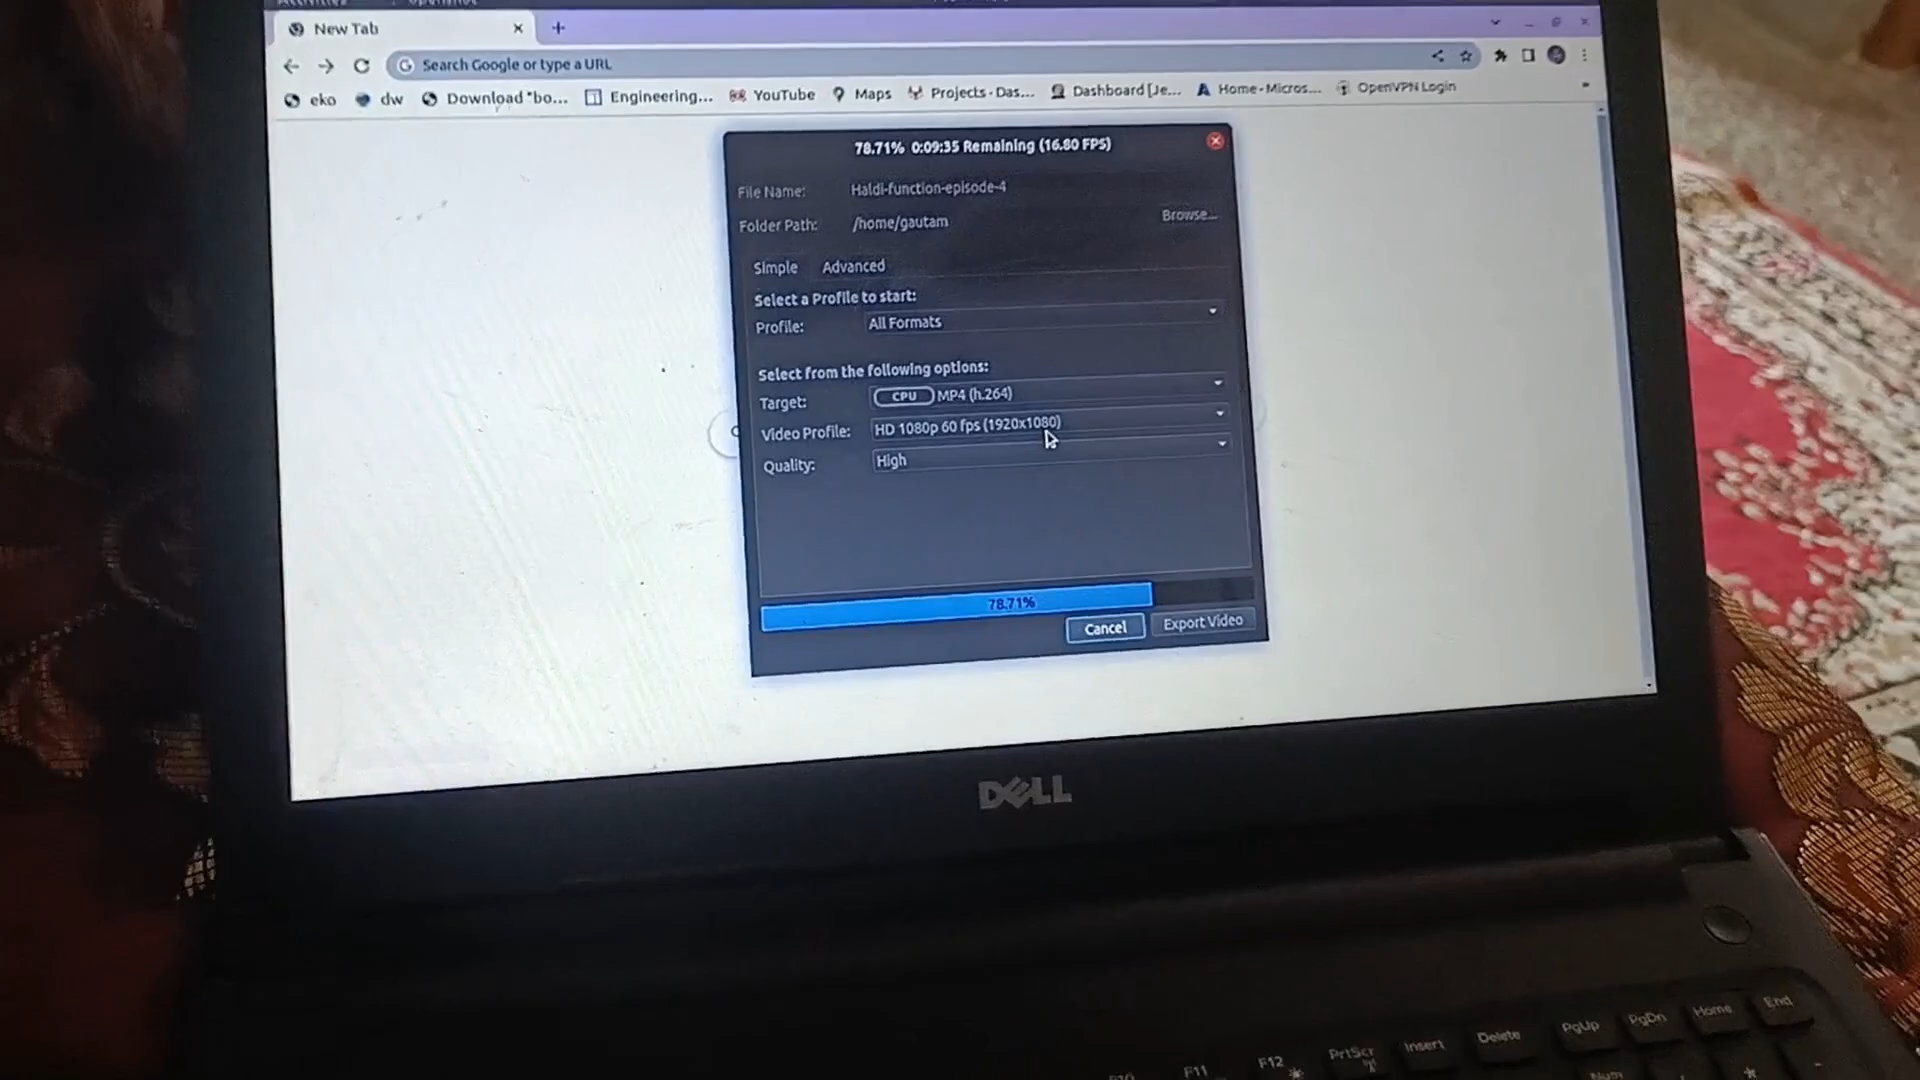 New Tab
Search Google or type a URL
eko dw Download "bo... Engineering... YouTube Maps Projects · Das... Dashboard [Je... Home - Micros... OpenVPN Login
78.71% 0:09:35 Remaining (16.80 FPS)
File Name: Haldi-function-episode-4
Folder Path: /home/gautam Browse...
Simple Advanced
Select a Profile to start:
Profile: All Formats
Select from the following options:
Target: CPU MP4 (h.264)
Video Profile: HD 1080p 60 fps (1920x1080)
Quality: High
78.71%
Cancel Export Video
DELL
F11 F12 PrtScr Insert Delete PgUp PgDn Home End